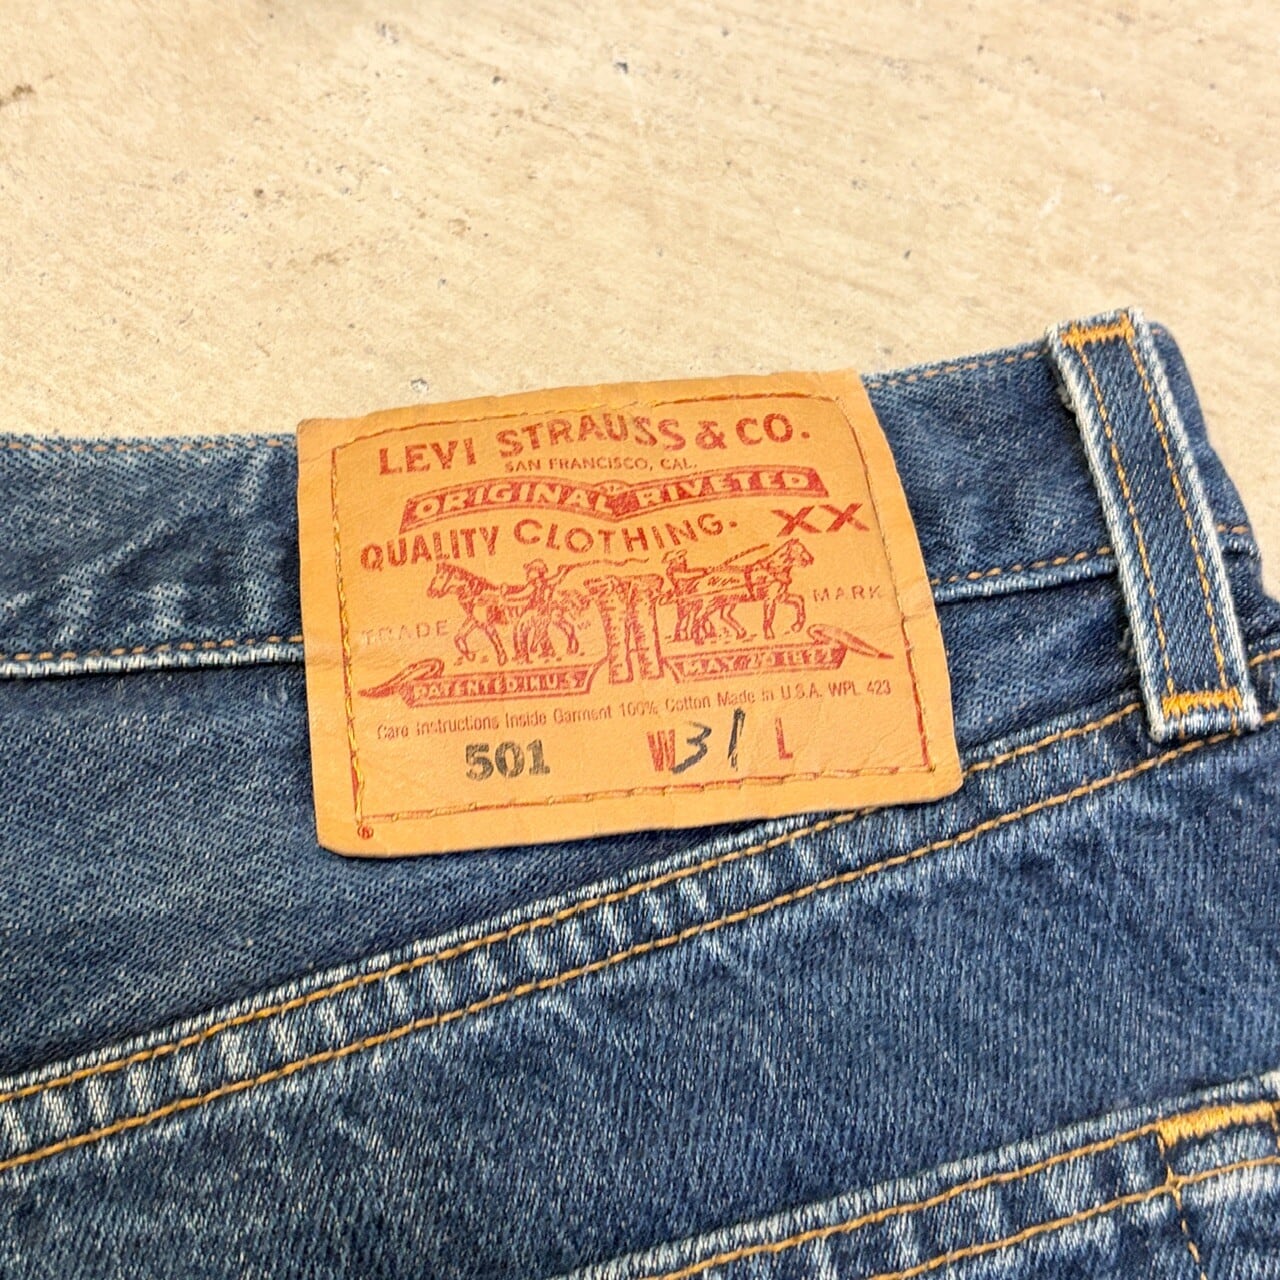 LEVI STRAUSS & CO.
SAN FRANCISCO, CAL.
ORIGINAL RIVETED
QUALITY CLOTHING. XX
TRADE MARK
PATENTED IN U.S. MAY 20 1873
Care Instructions Inside Garment 100% Cotton Made in U.S.A. WPL 423
501 W 31 L
®